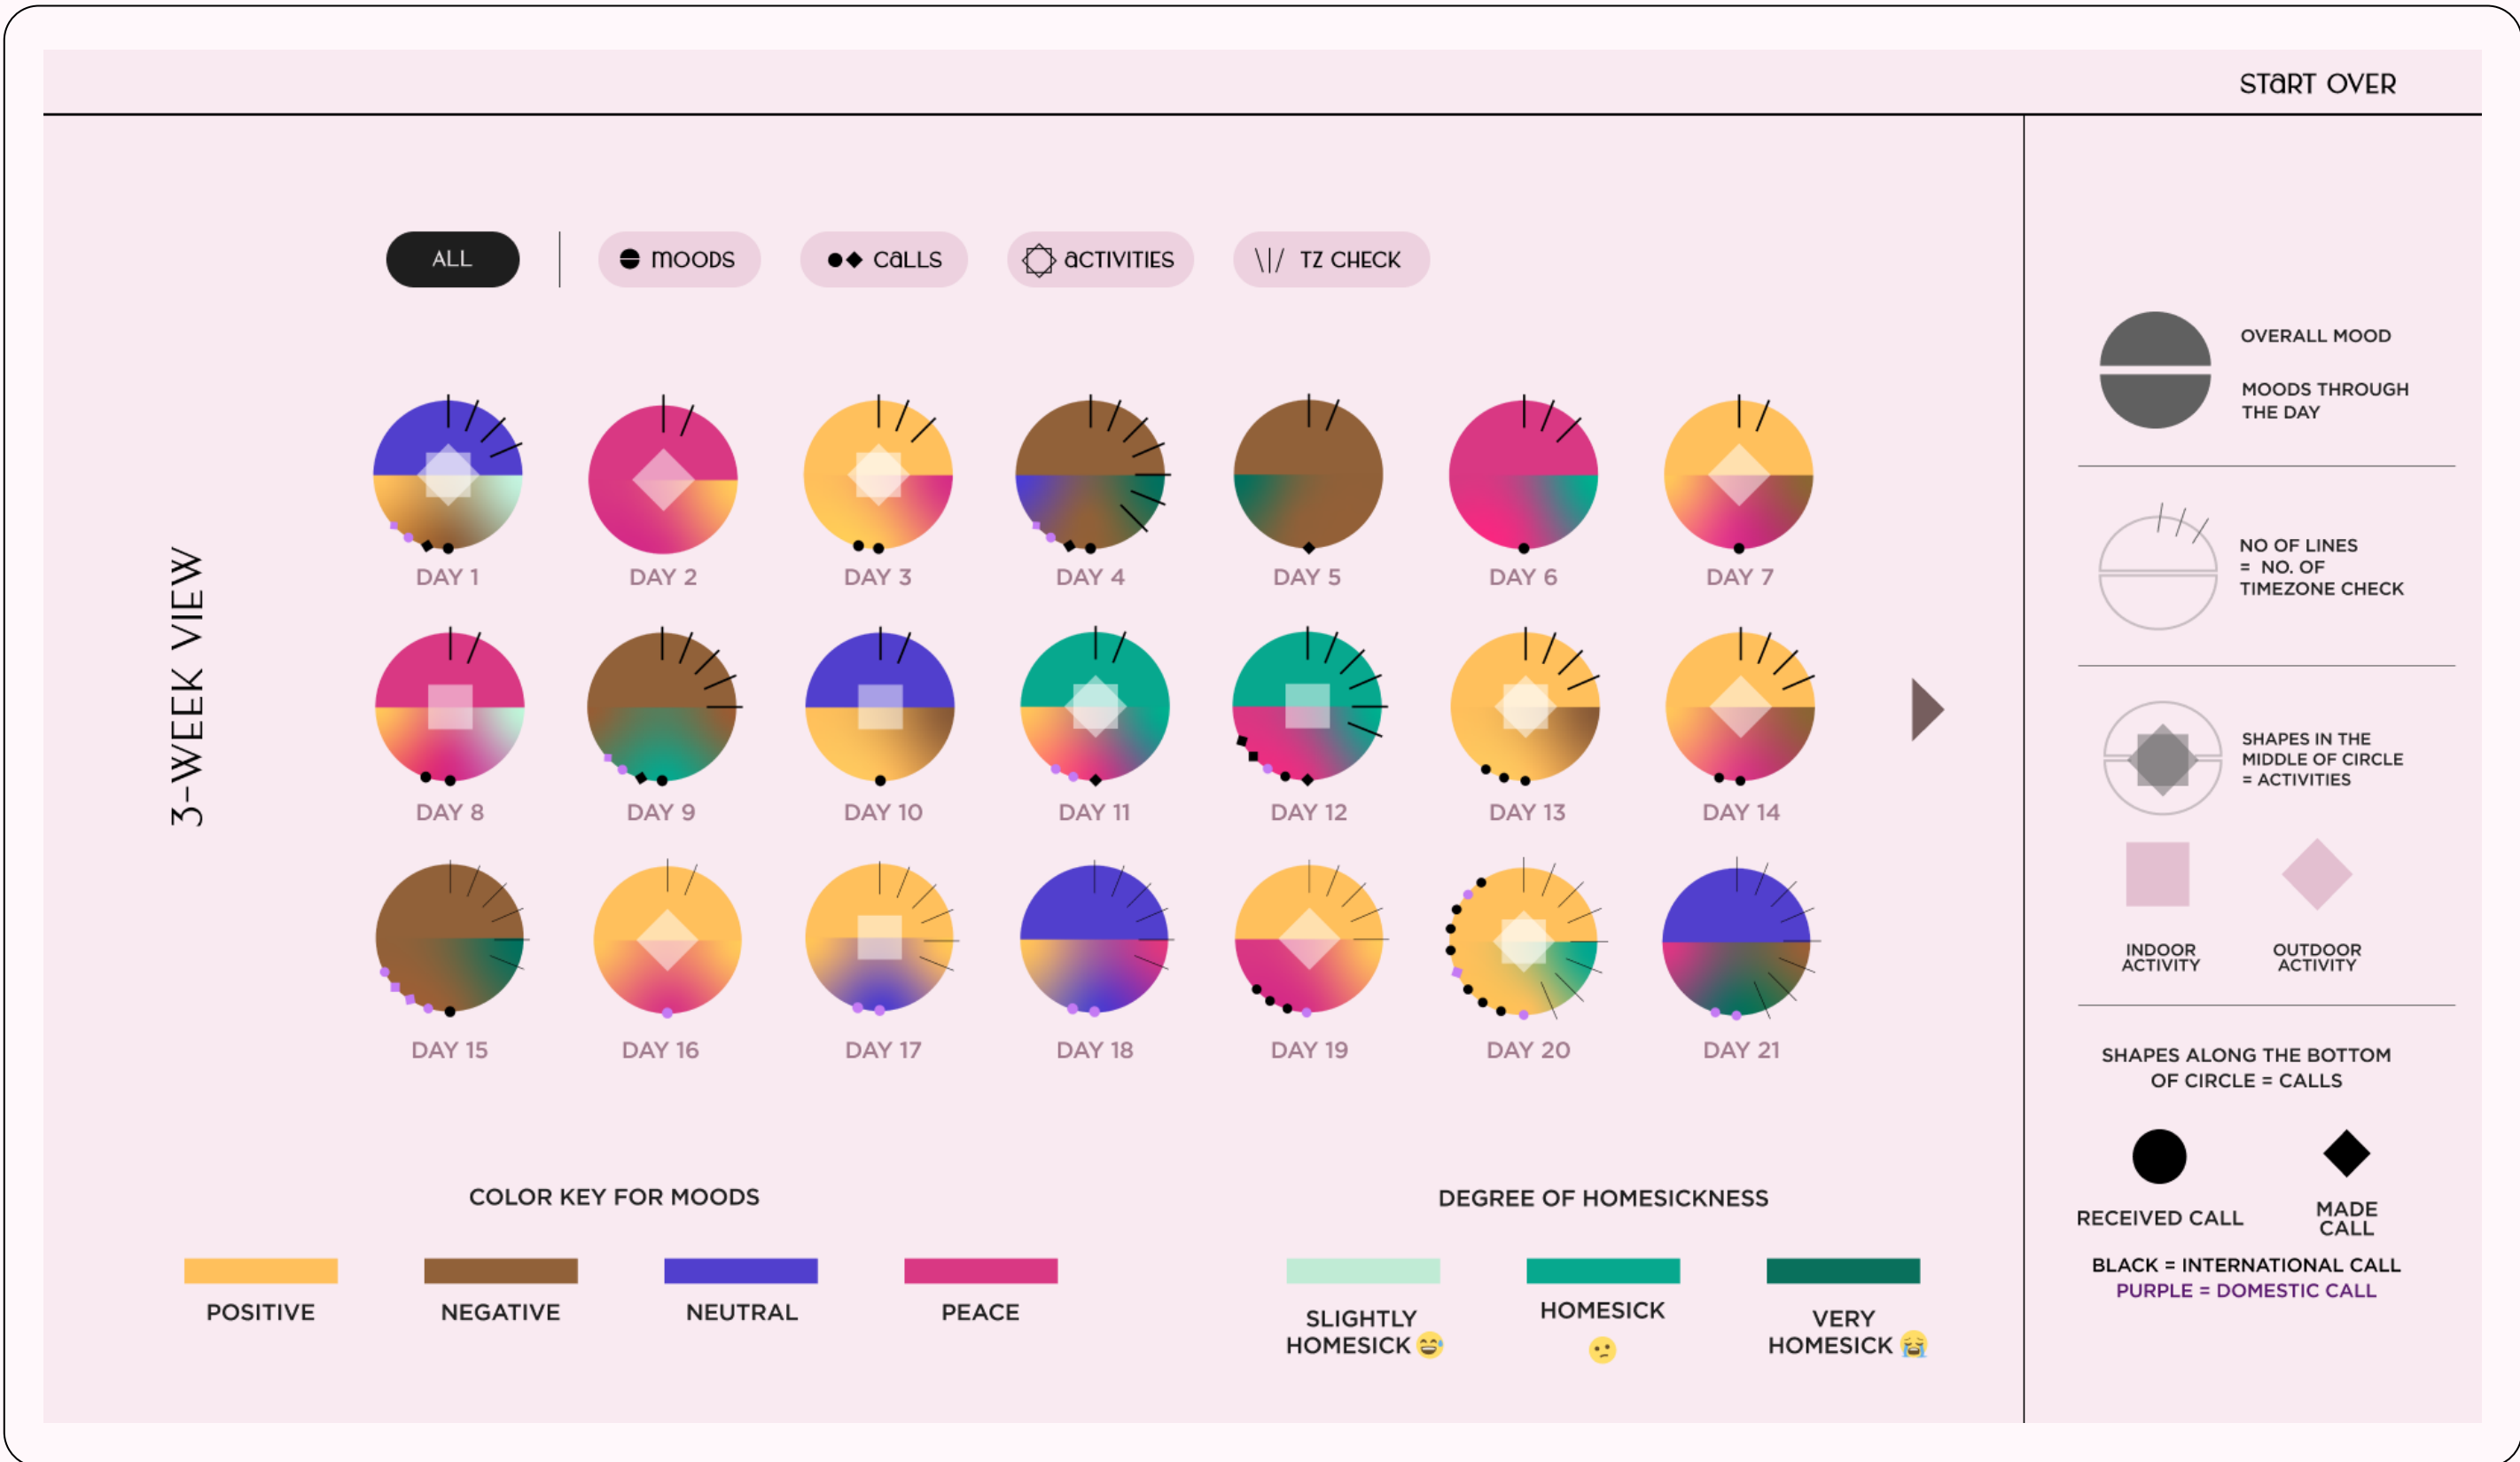 START OVER
ALL
MOODS
CALLS
ACTIVITIES
TZ CHECK
3-WEEK VIEW
DAY 1
DAY 2
DAY 3
DAY 4
DAY 5
DAY 6
DAY 7
DAY 8
DAY 9
DAY 10
DAY 11
DAY 12
DAY 13
DAY 14
DAY 15
DAY 16
DAY 17
DAY 18
DAY 19
DAY 20
DAY 21
COLOR KEY FOR MOODS
POSITIVE
NEGATIVE
NEUTRAL
PEACE
DEGREE OF HOMESICKNESS
SLIGHTLY
HOMESICK 😅
HOMESICK
🫤
VERY
HOMESICK 😭
OVERALL MOOD
MOODS THROUGH
THE DAY
NO OF LINES
= NO. OF
TIMEZONE CHECK
SHAPES IN THE
MIDDLE OF CIRCLE
= ACTIVITIES
INDOOR
ACTIVITY
OUTDOOR
ACTIVITY
SHAPES ALONG THE BOTTOM
OF CIRCLE = CALLS
RECEIVED CALL
MADE
CALL
BLACK = INTERNATIONAL CALL
PURPLE = DOMESTIC CALL